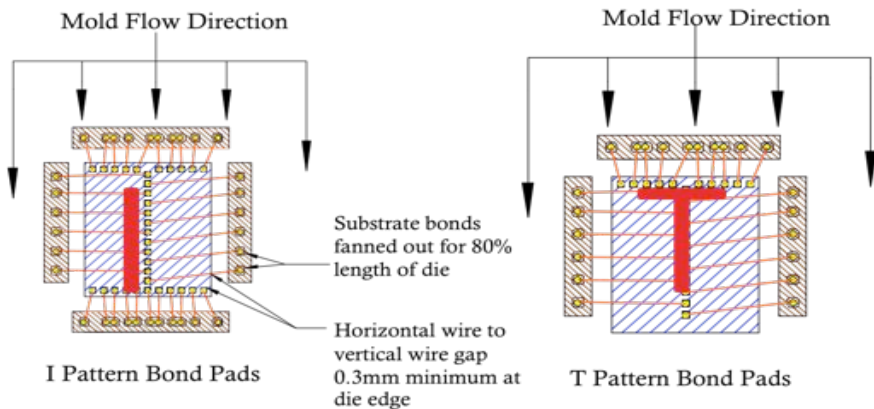 Mold Flow Direction
Mold Flow Direction
Substrate bonds
fanned out for 80%
length of die
Horizontal wire to
vertical wire gap
0.3mm minimum at
die edge
I Pattern Bond Pads
T Pattern Bond Pads